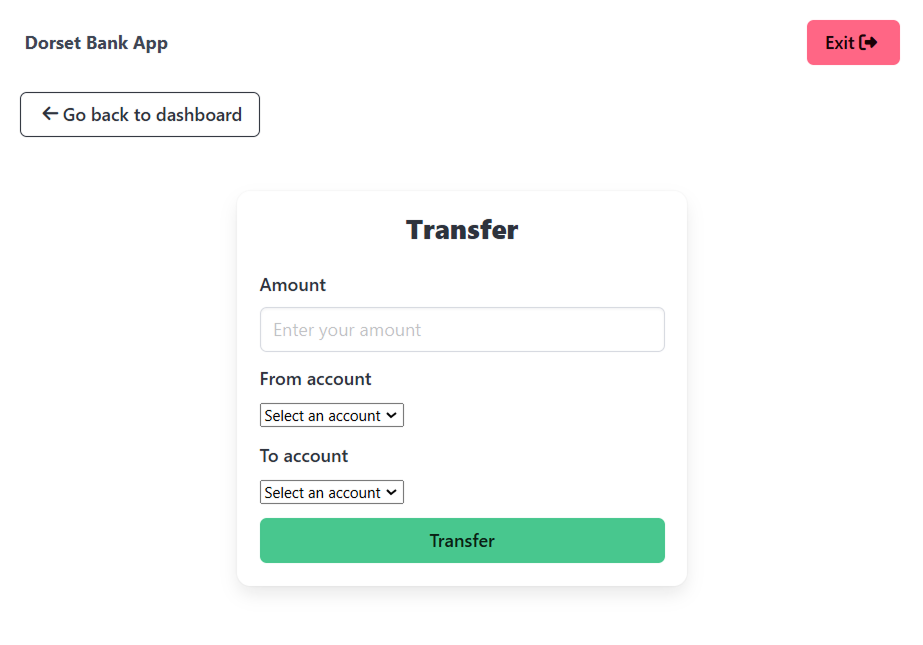 Dorset Bank App
Exit
Go back to dashboard
Transfer
Amount
Enter your amount
From account
Select an account
To account
Select an account
Transfer